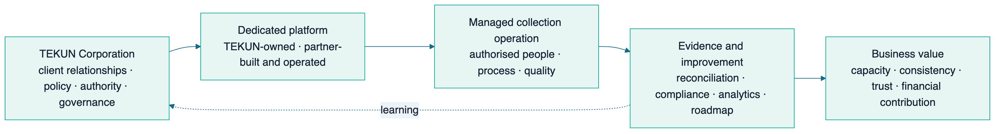 TEKUN Corporation
client relationships ·
policy · authority ·
governance
Dedicated platform
TEKUN-owned · partner-
built and operated
Managed collection
operation
authorised people ·
process · quality
Evidence and
improvement
reconciliation ·
compliance · analytics ·
roadmap
Business value
capacity · consistency ·
trust · financial
contribution
learning